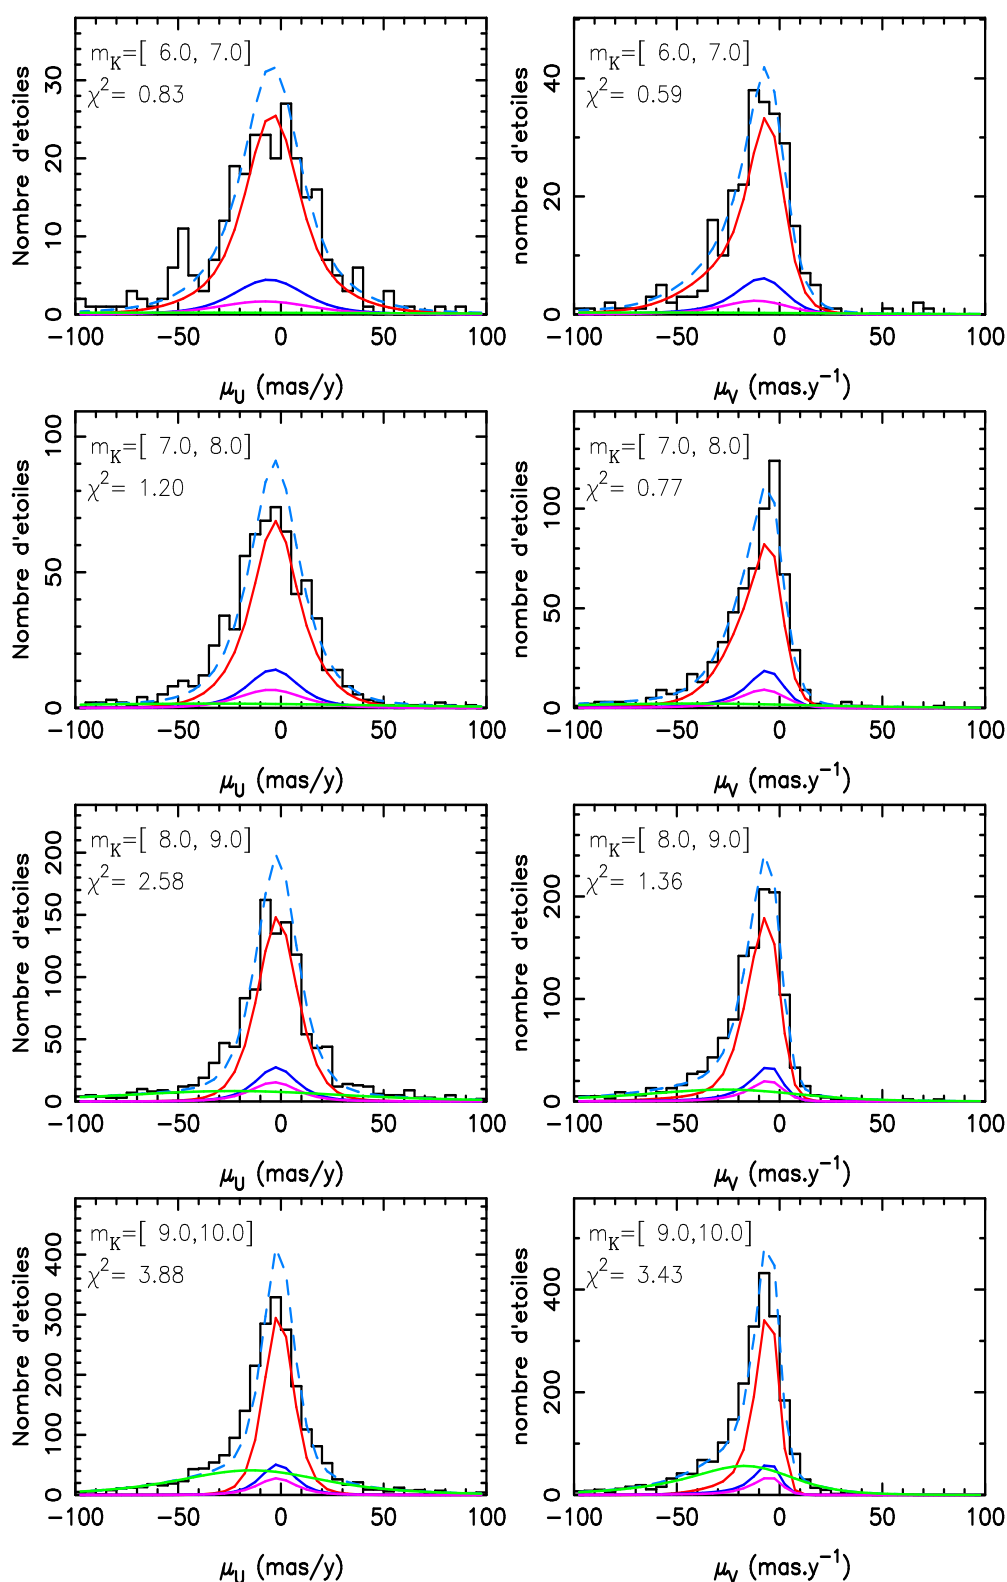 Nombre d'etoiles
m_K=[ 6.0, 7.0]
χ²= 0.83
0 10 20 30
−100 −50 0 50 100
μ_U (mas/y)
nombre d'etoiles
m_K=[ 6.0, 7.0]
χ²= 0.59
0 20 40
−100 −50 0 50 100
μ_V (mas.y⁻¹)
Nombre d'etoiles
m_K=[ 7.0, 8.0]
χ²= 1.20
0 50 100
−100 −50 0 50 100
μ_U (mas/y)
nombre d'etoiles
m_K=[ 7.0, 8.0]
χ²= 0.77
0 50 100
−100 −50 0 50 100
μ_V (mas.y⁻¹)
Nombre d'etoiles
m_K=[ 8.0, 9.0]
χ²= 2.58
0 50 100 150 200
−100 −50 0 50 100
μ_U (mas/y)
nombre d'etoiles
m_K=[ 8.0, 9.0]
χ²= 1.36
0 100 200
−100 −50 0 50 100
μ_V (mas.y⁻¹)
Nombre d'etoiles
m_K=[ 9.0,10.0]
χ²= 3.88
0 100 200 300 400
−100 −50 0 50 100
μ_U (mas/y)
nombre d'etoiles
m_K=[ 9.0,10.0]
χ²= 3.43
0 200 400
−100 −50 0 50 100
μ_V (mas.y⁻¹)